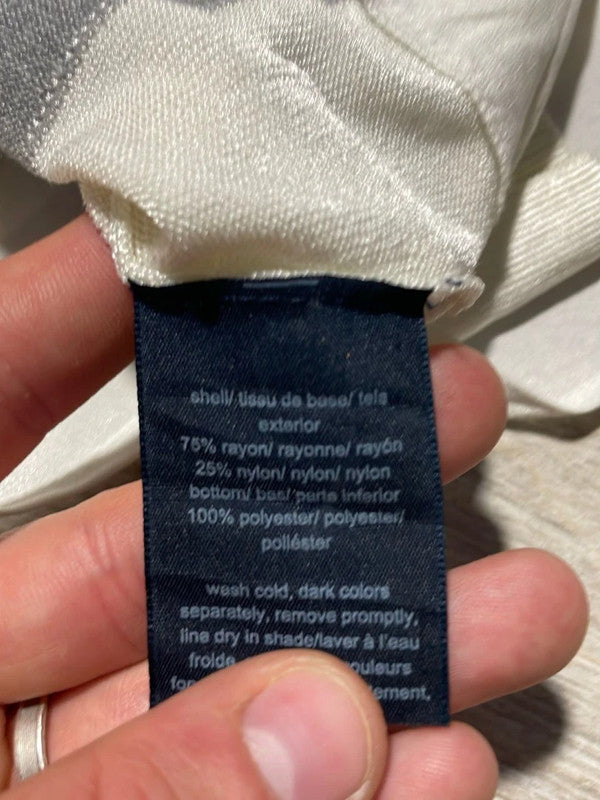 shell/ tissu de base/ tela
exterior
75% rayon/ rayonne/ rayón
25% nylon/ nylon/ nylon
bottom/ bas/ parte inferior
100% polyester/ polyester/
poliéster
wash cold, dark colors
separately, remove promptly,
line dry in shade/laver à l'eau
froide